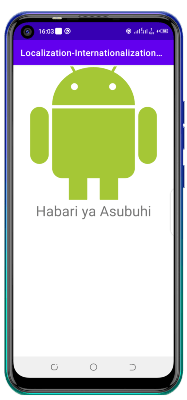 16:03
Localization-Internationalization...
Habari ya Asubuhi